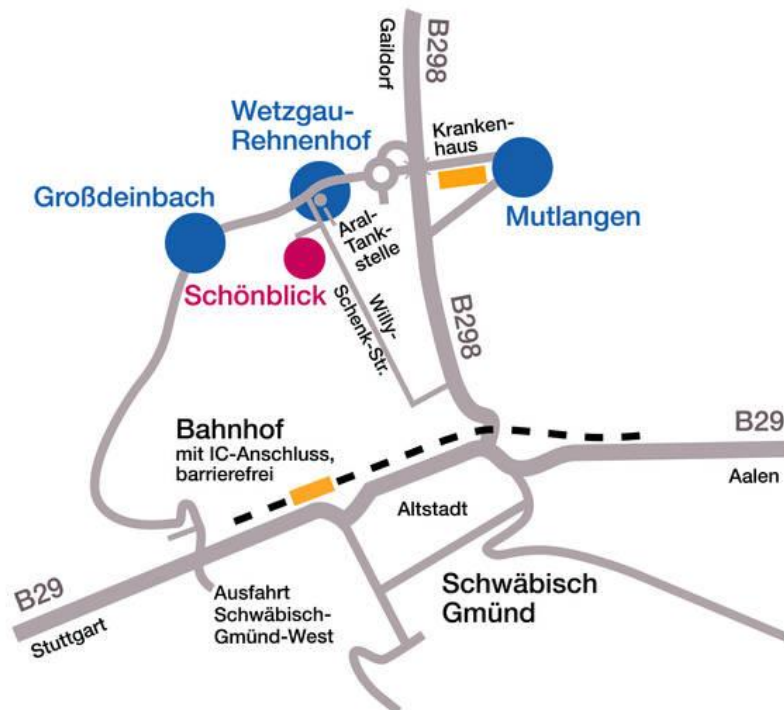 Gaildorf
B298
Wetzgau-
Rehnenhof
Kranken-
haus
Großdeinbach
Mutlangen
Aral-
Tank-
stelle
Schönblick
Willy-
Schenk-Str.
B298
Bahnhof
mit IC-Anschluss,
barrierefrei
B29
Aalen
Altstadt
B29
Stuttgart
Ausfahrt
Schwäbisch-
Gmünd-West
Schwäbisch
Gmünd